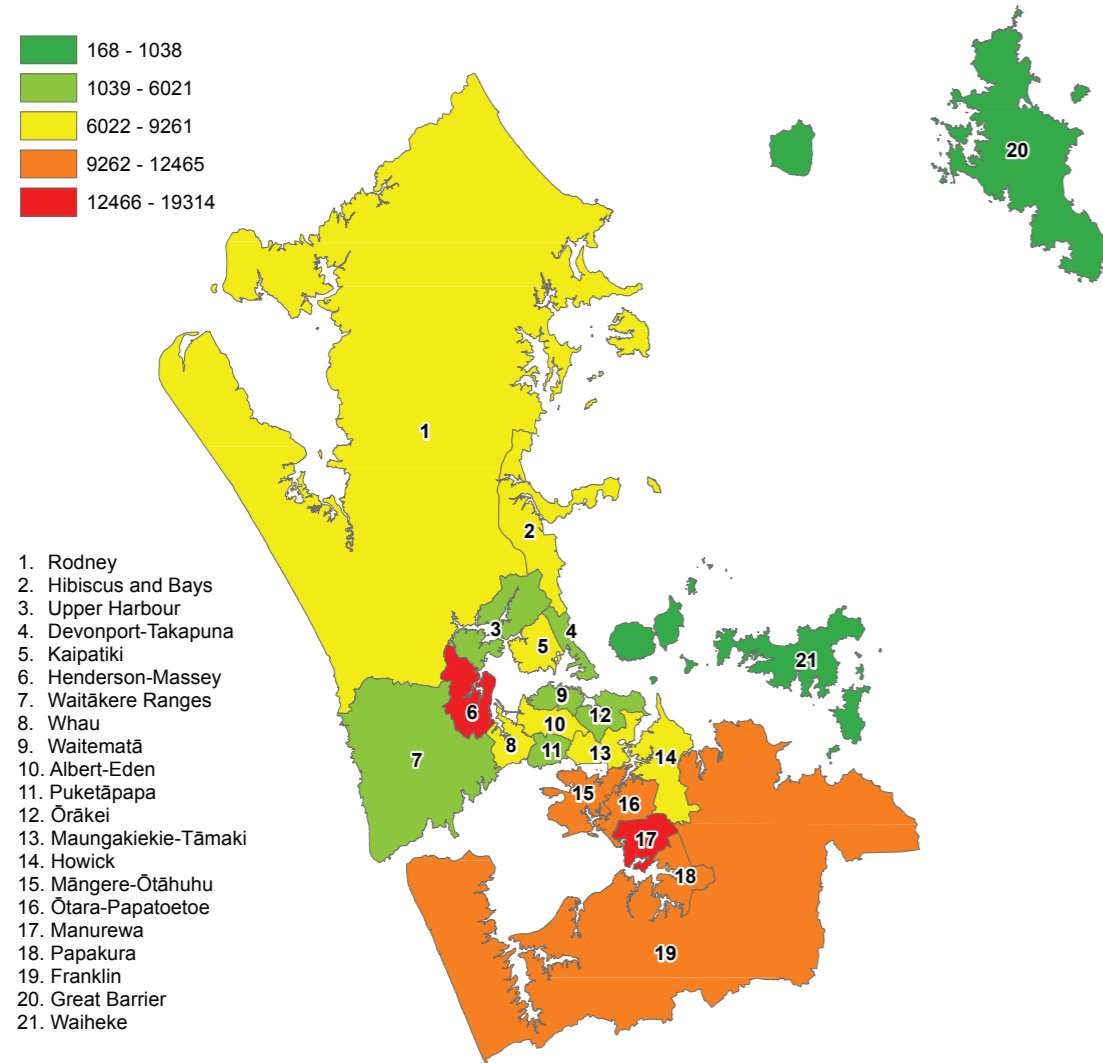 168 - 1038
1039 - 6021
6022 - 9261
9262 - 12465
12466 - 19314
20
1
2
3
4
5
21
6
9
12
10
7
8
11
13
14
15
16
17
18
19
1. Rodney
2. Hibiscus and Bays
3. Upper Harbour
4. Devonport-Takapuna
5. Kaipatiki
6. Henderson-Massey
7. Waitākere Ranges
8. Whau
9. Waitematā
10. Albert-Eden
11. Puketāpapa
12. Ōrākei
13. Maungakiekie-Tāmaki
14. Howick
15. Māngere-Ōtāhuhu
16. Ōtara-Papatoetoe
17. Manurewa
18. Papakura
19. Franklin
20. Great Barrier
21. Waiheke